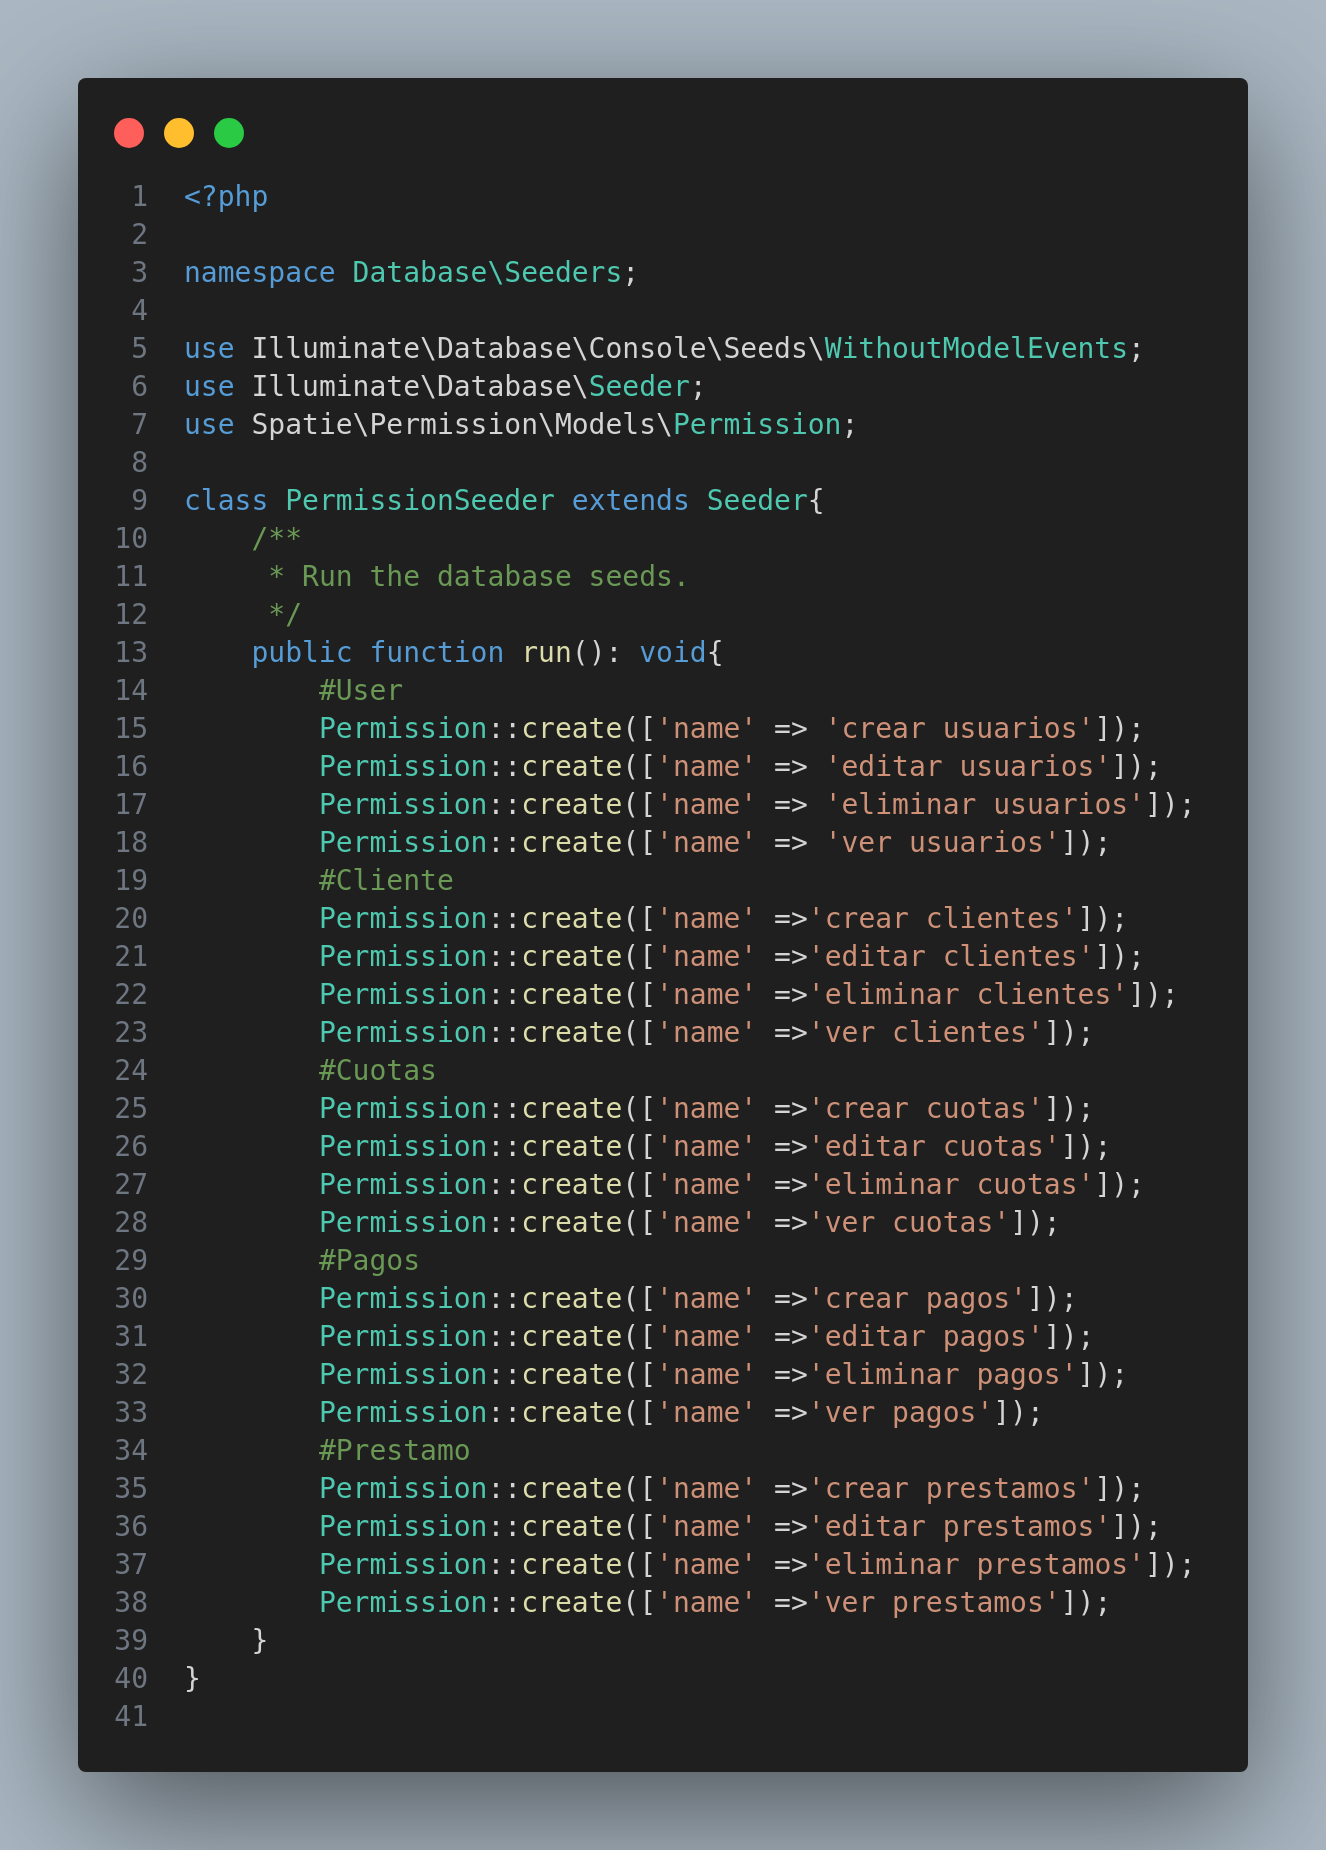 1 <?php
2
3 namespace Database\Seeders;
4
5 use Illuminate\Database\Console\Seeds\WithoutModelEvents;
6 use Illuminate\Database\Seeder;
7 use Spatie\Permission\Models\Permission;
8
9 class PermissionSeeder extends Seeder{
10     /**
11      * Run the database seeds.
12      */
13     public function run(): void{
14         #User
15         Permission::create(['name' => 'crear usuarios']);
16         Permission::create(['name' => 'editar usuarios']);
17         Permission::create(['name' => 'eliminar usuarios']);
18         Permission::create(['name' => 'ver usuarios']);
19         #Cliente
20         Permission::create(['name' =>'crear clientes']);
21         Permission::create(['name' =>'editar clientes']);
22         Permission::create(['name' =>'eliminar clientes']);
23         Permission::create(['name' =>'ver clientes']);
24         #Cuotas
25         Permission::create(['name' =>'crear cuotas']);
26         Permission::create(['name' =>'editar cuotas']);
27         Permission::create(['name' =>'eliminar cuotas']);
28         Permission::create(['name' =>'ver cuotas']);
29         #Pagos
30         Permission::create(['name' =>'crear pagos']);
31         Permission::create(['name' =>'editar pagos']);
32         Permission::create(['name' =>'eliminar pagos']);
33         Permission::create(['name' =>'ver pagos']);
34         #Prestamo
35         Permission::create(['name' =>'crear prestamos']);
36         Permission::create(['name' =>'editar prestamos']);
37         Permission::create(['name' =>'eliminar prestamos']);
38         Permission::create(['name' =>'ver prestamos']);
39     }
40 }
41